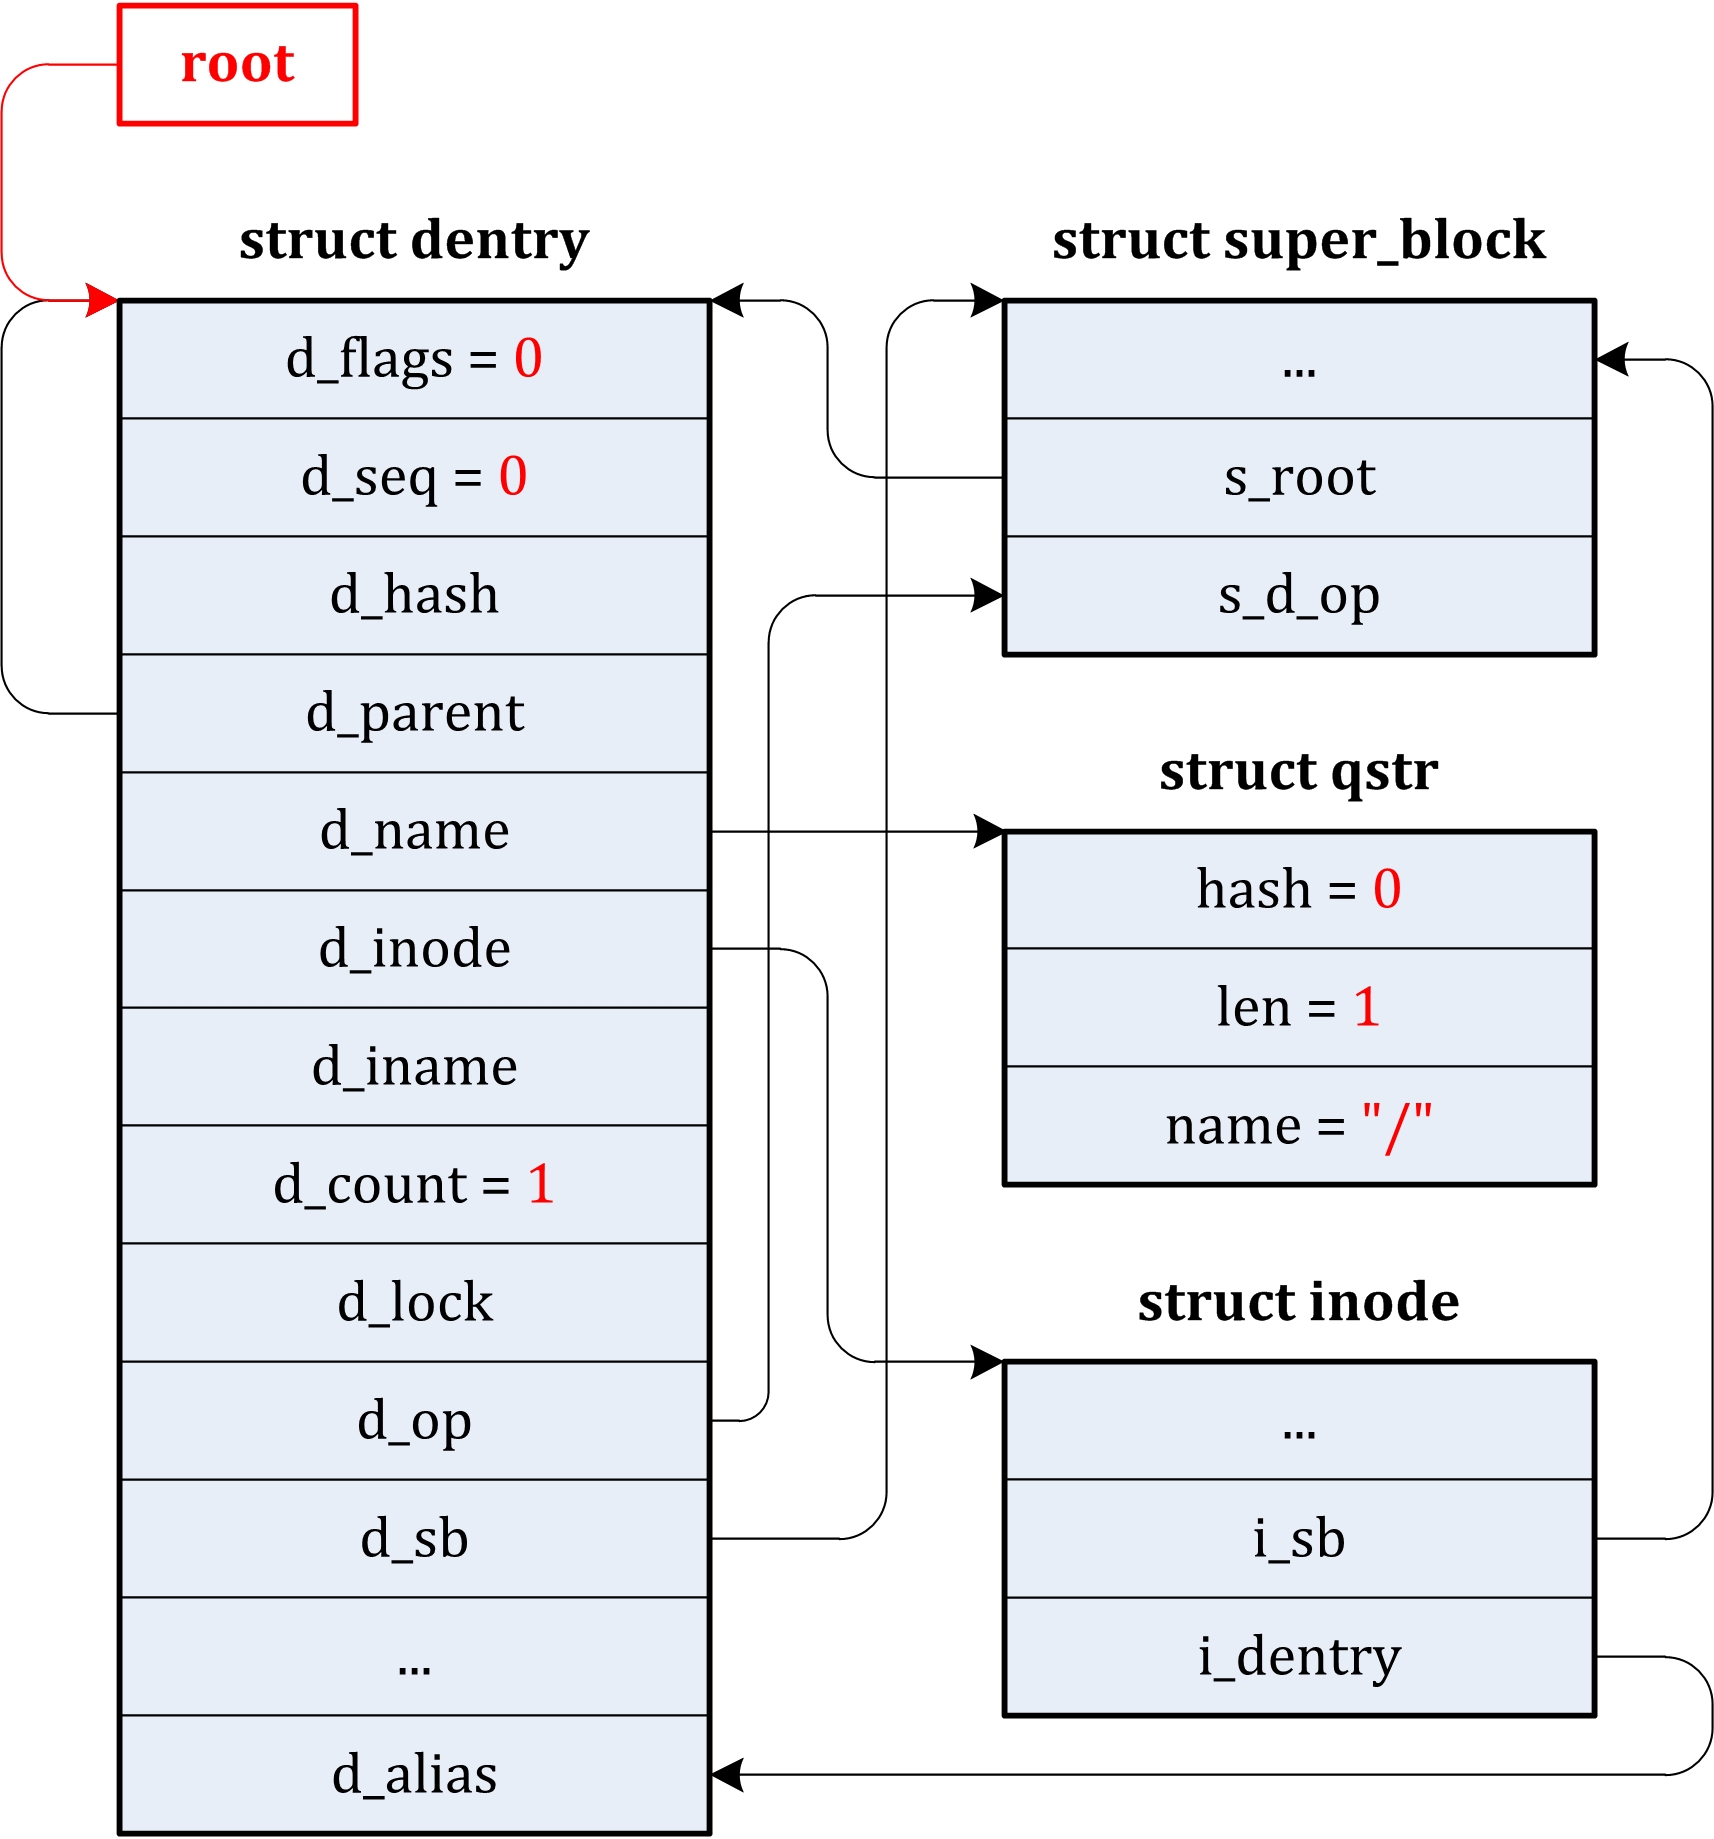 root
struct dentry
d_flags = 0
d_seq = 0
d_hash
d_parent
d_name
d_inode
d_iname
d_count = 1
d_lock
d_op
d_sb
...
d_alias
struct super_block
...
s_root
s_d_op
struct qstr
hash = 0
len = 1
name = "/"
struct inode
...
i_sb
i_dentry